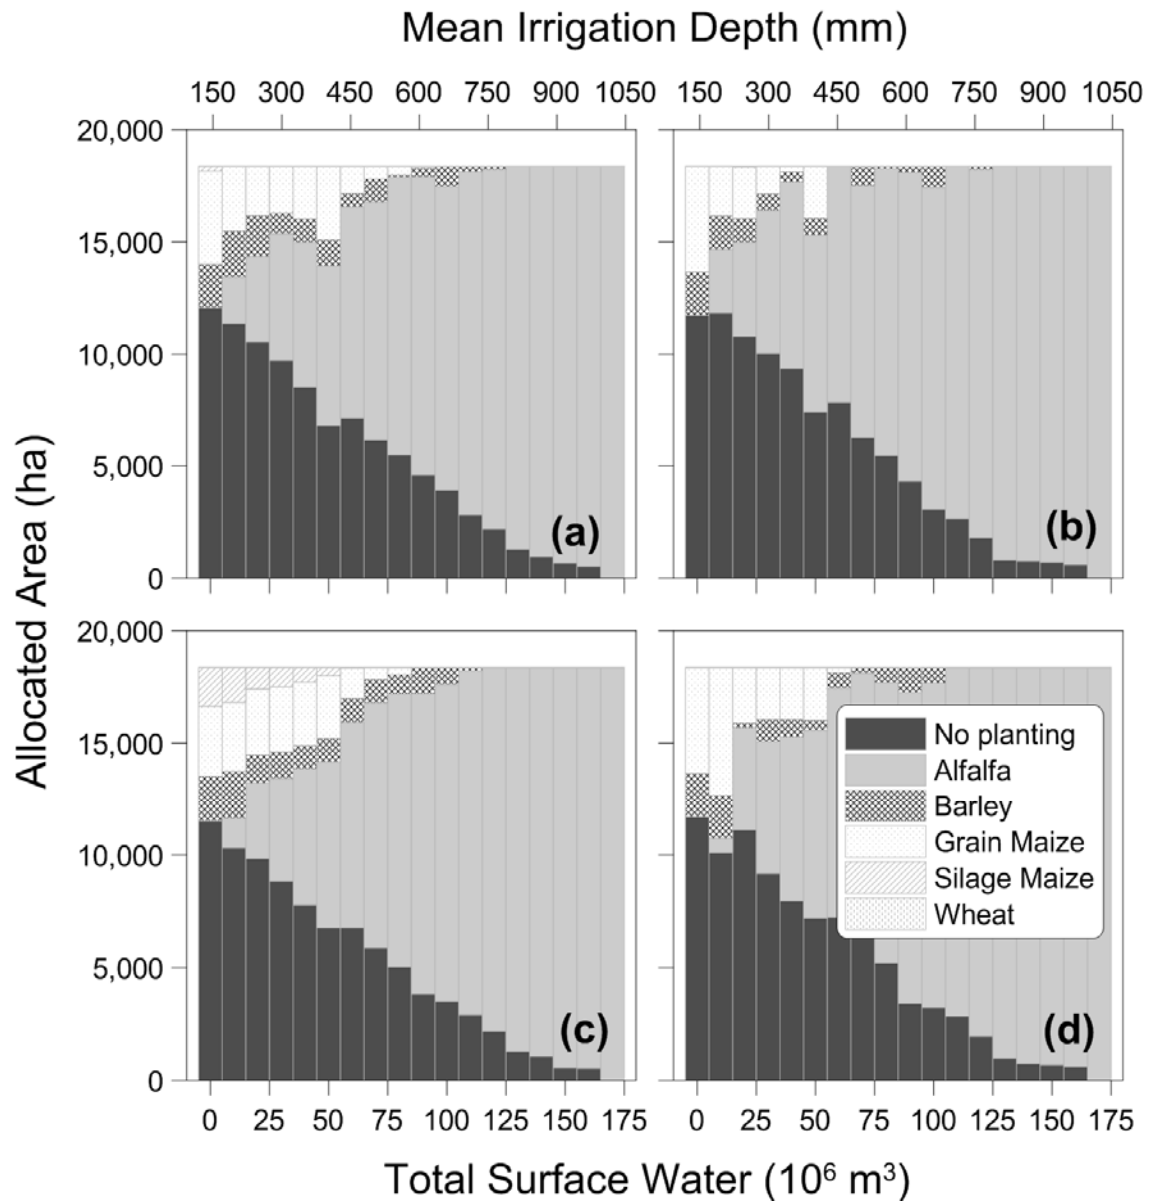 Mean Irrigation Depth (mm)
150 300 450 600 750 900 1050 150 300 450 600 750 900 1050
20,000
15,000
10,000
5,000
0
(a)
(b)
Allocated Area (ha)
20,000
15,000
10,000
5,000
0
No planting
Alfalfa
Barley
Grain Maize
Silage Maize
Wheat
(c)
(d)
0 25 50 75 100 125 150 175 0 25 50 75 100 125 150 175
Total Surface Water (10⁶ m³)